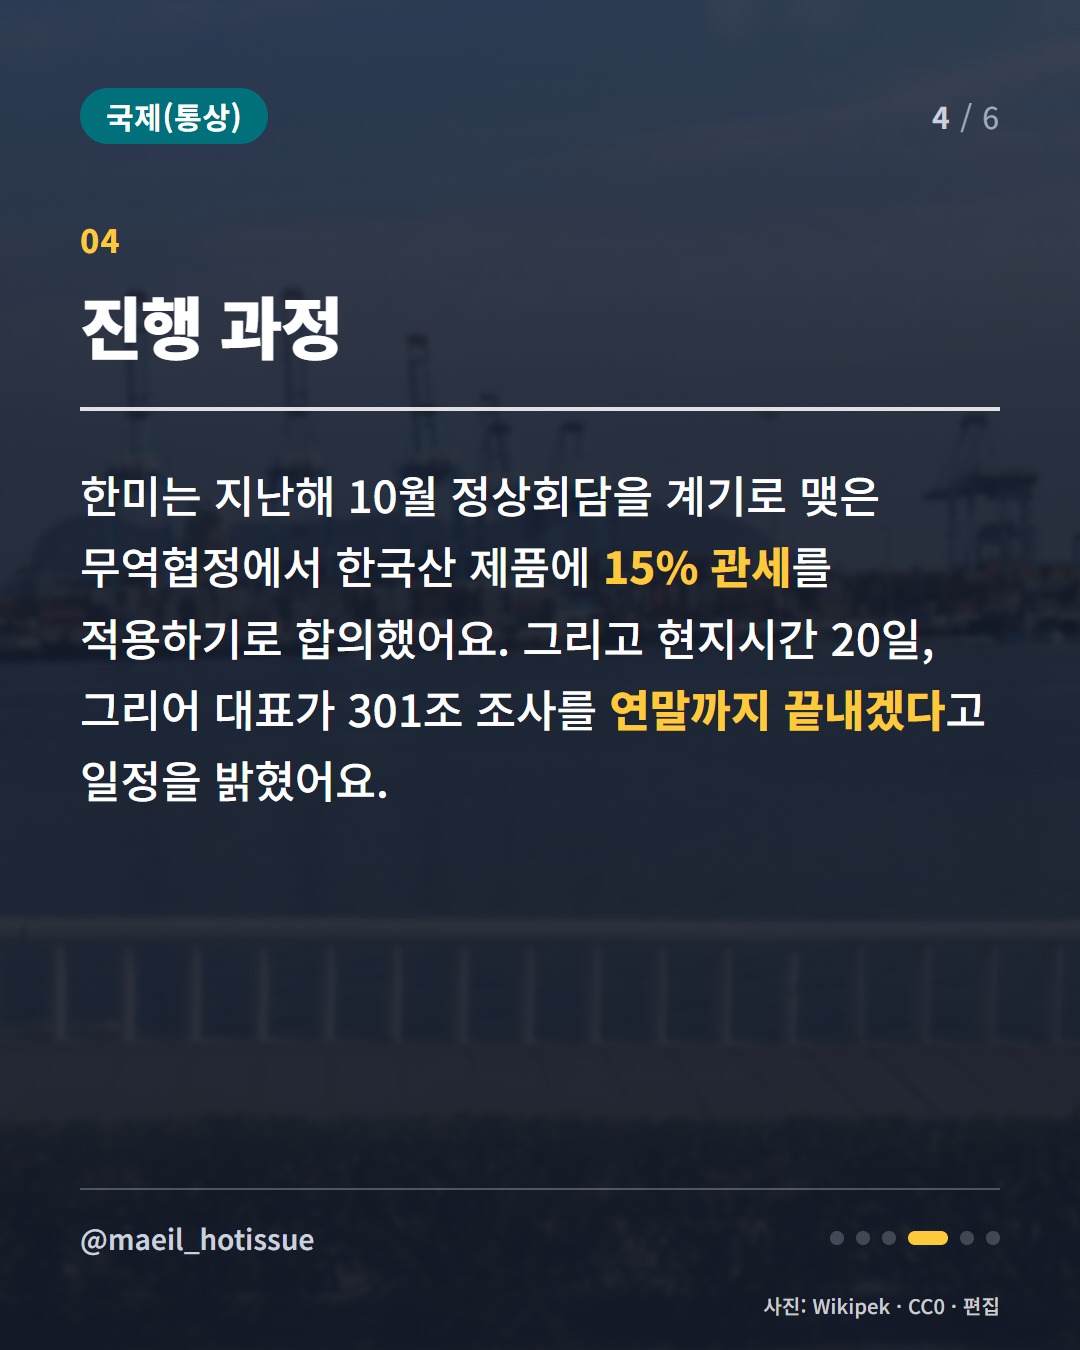 국제(통상)
4 / 6
04
진행 과정
한미는 지난해 10월 정상회담을 계기로 맺은
무역협정에서 한국산 제품에 15% 관세를
적용하기로 합의했어요. 그리고 현지시간 20일,
그리어 대표가 301조 조사를 연말까지 끝내겠다고
일정을 밝혔어요.
@maeil_hotissue
사진: Wikipek · CC0 · 편집